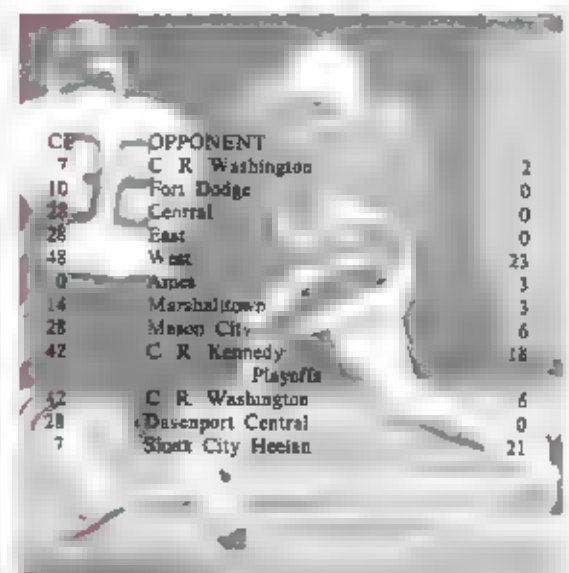 CF OPPONENT
7 C R Washington 2
10 Fort Dodge 0
28 Central 0
28 East 0
48 West 23
0 Ames 3
14 Marshalltown 3
28 Mason City 6
42 C R Kennedy 18
Playoffs
42 C R Washington 6
28 Davenport Central 0
7 Sioux City Heelan 21